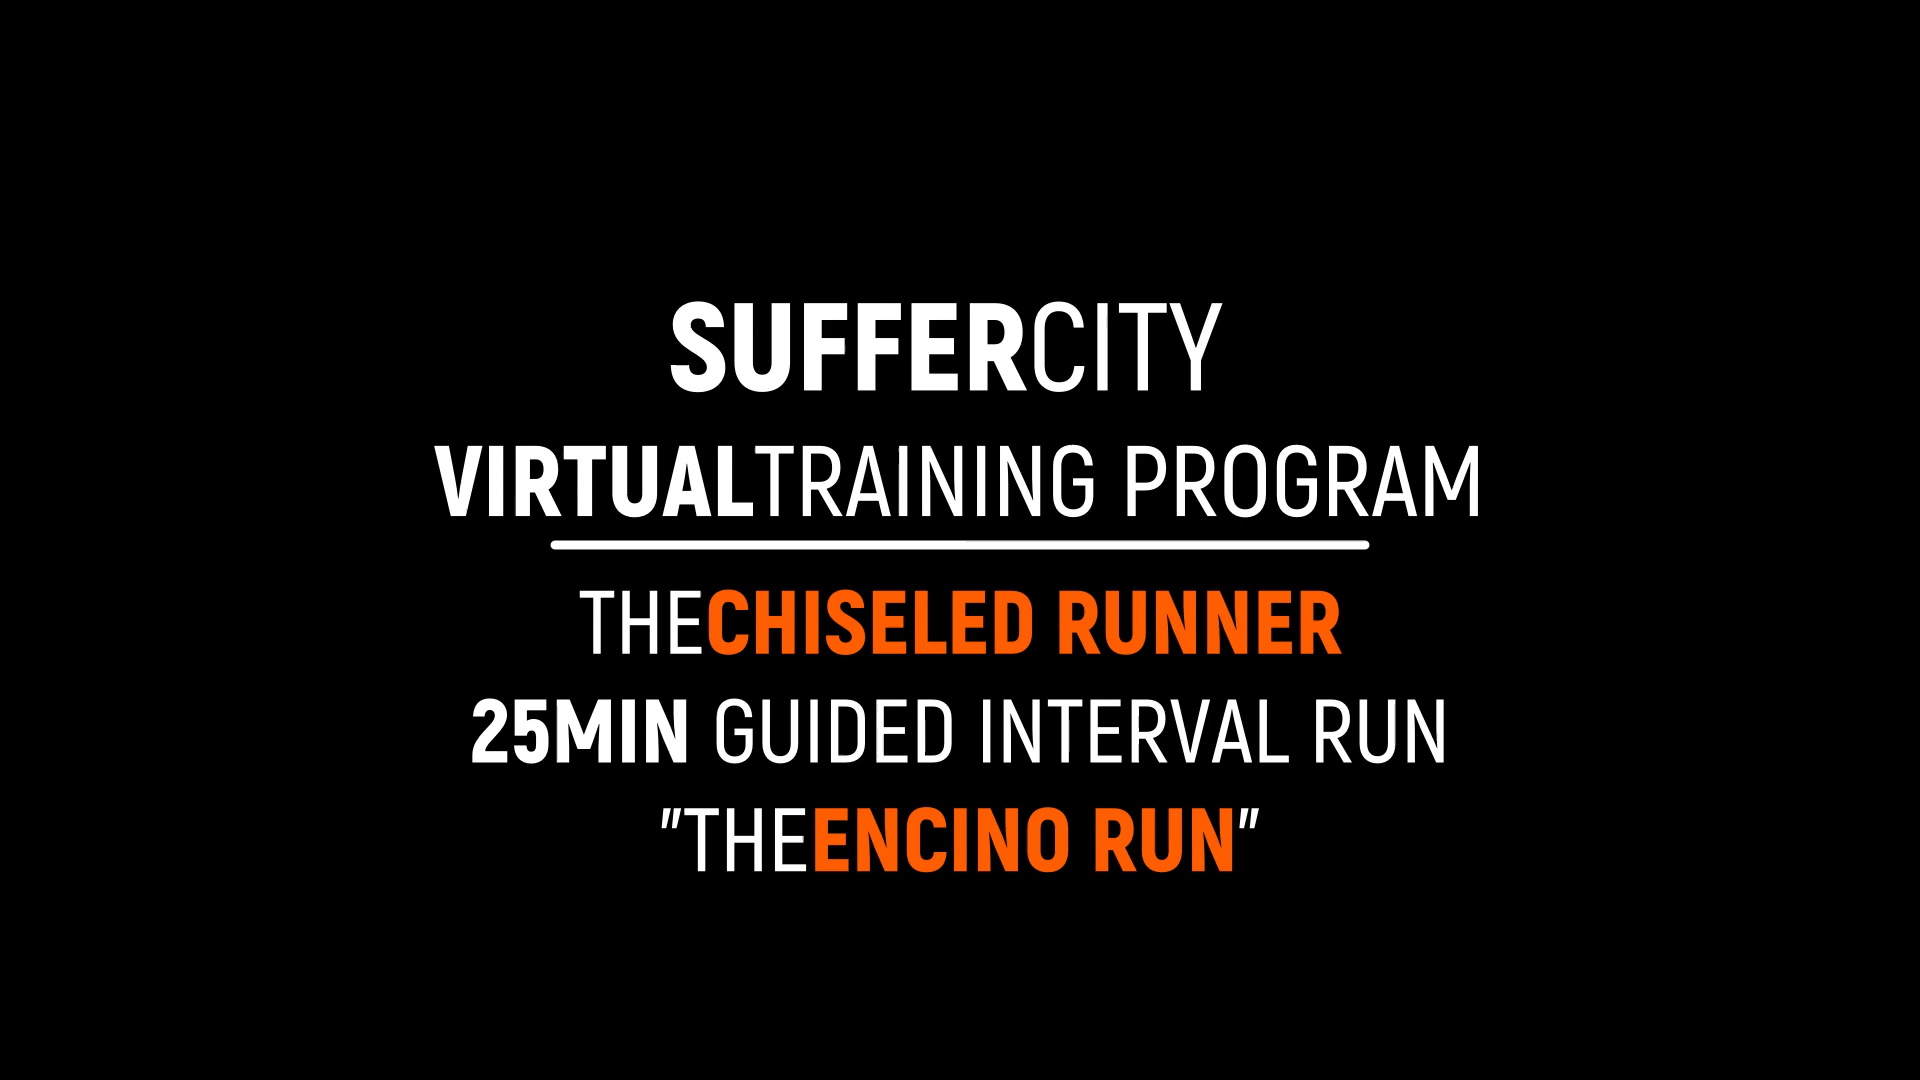 SUFFERCITY
VIRTUALTRAINING PROGRAM
THECHISELED RUNNER
25MIN GUIDED INTERVAL RUN
"THEENCINO RUN"